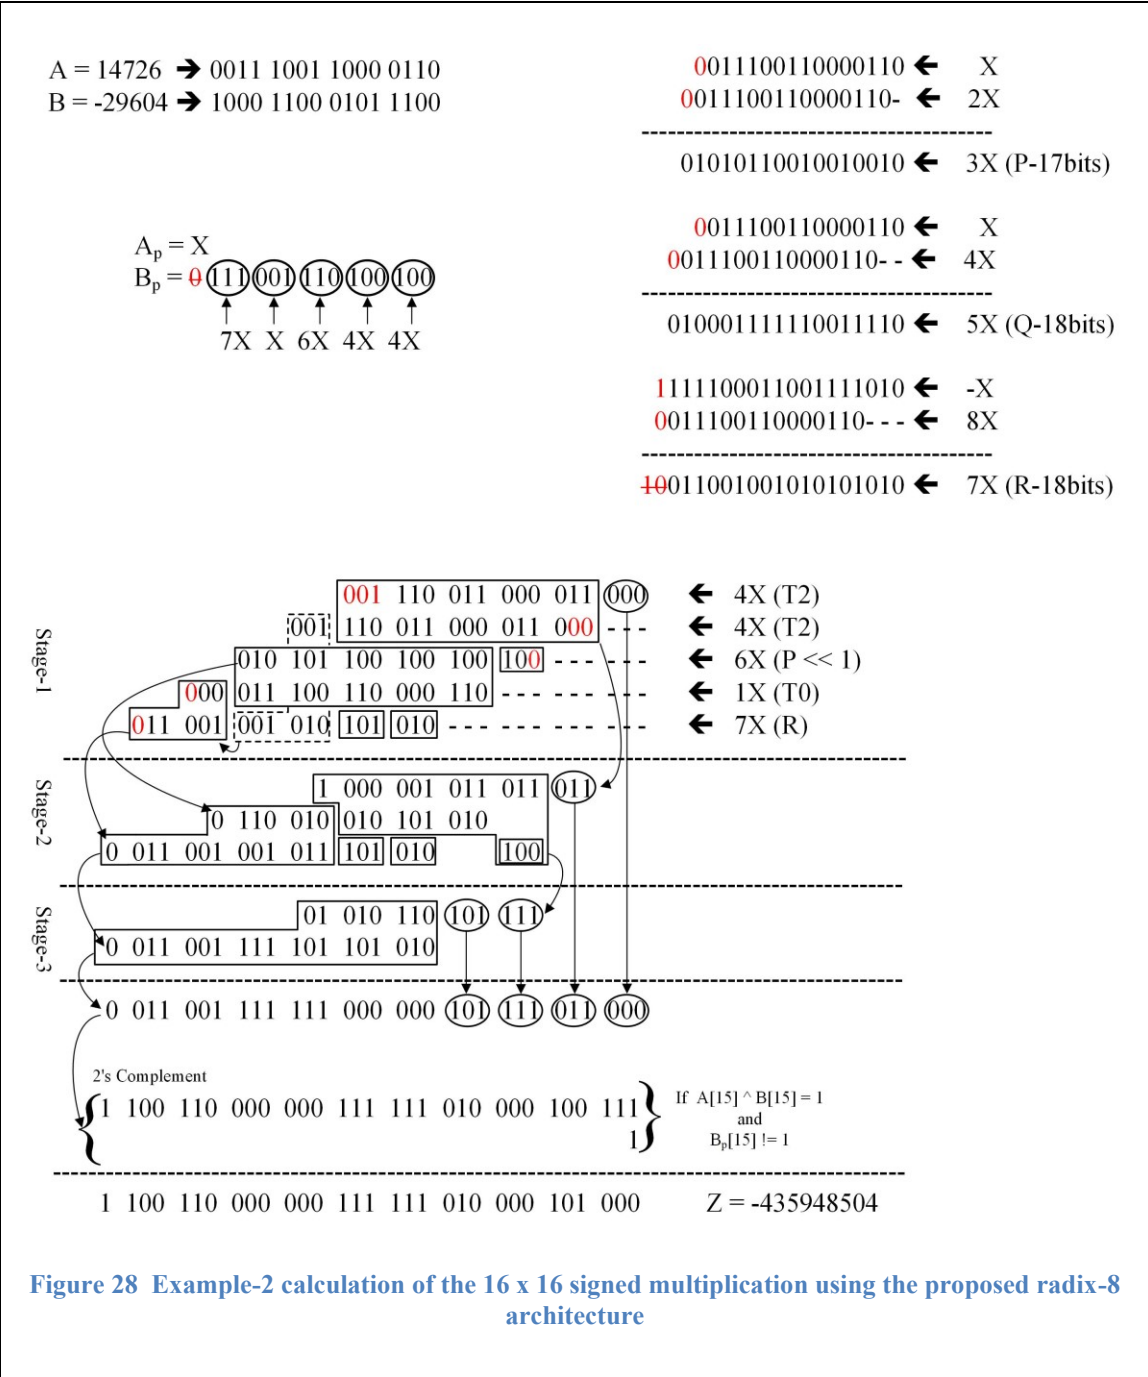 A = 14726 ➔ 0011 1001 1000 0110
B = -29604 ➔ 1000 1100 0101 1100
A_p = X
B_p = 0 111 001 110 100 100
7X X 6X 4X 4X
0011100110000110 🡸 X
0011100110000110- 🡸 2X
01010110010010010 🡸 3X (P-17bits)
0011100110000110 🡸 X
0011100110000110- - 🡸 4X
010001111110011110 🡸 5X (Q-18bits)
1111100011001111010 🡸 -X
0011100110000110- - - 🡸 8X
10011001001010101010 🡸 7X (R-18bits)
Stage-1
001 110 011 000 011 000 🡸 4X (T2)
001 110 011 000 011 000 - - - 🡸 4X (T2)
010 101 100 100 100 100 - - - - - - 🡸 6X (P << 1)
000 011 100 110 000 110 - - - - - - - - - 🡸 1X (T0)
011 001 001 010 101 010 - - - - - - - - - - - - 🡸 7X (R)
Stage-2
1 000 001 011 011 011
0 110 010 010 101 010
0 011 001 001 011 101 010 100
Stage-3
01 010 110 101 111
0 011 001 111 101 101 010
0 011 001 111 111 000 000 101 111 011 000
2's Complement
1 100 110 000 000 111 111 010 000 100 111
1
If A[15] ^ B[15] = 1
and
B_p[15] != 1
1 100 110 000 000 111 111 010 000 101 000 Z = -435948504
Figure 28 Example-2 calculation of the 16 x 16 signed multiplication using the proposed radix-8
architecture